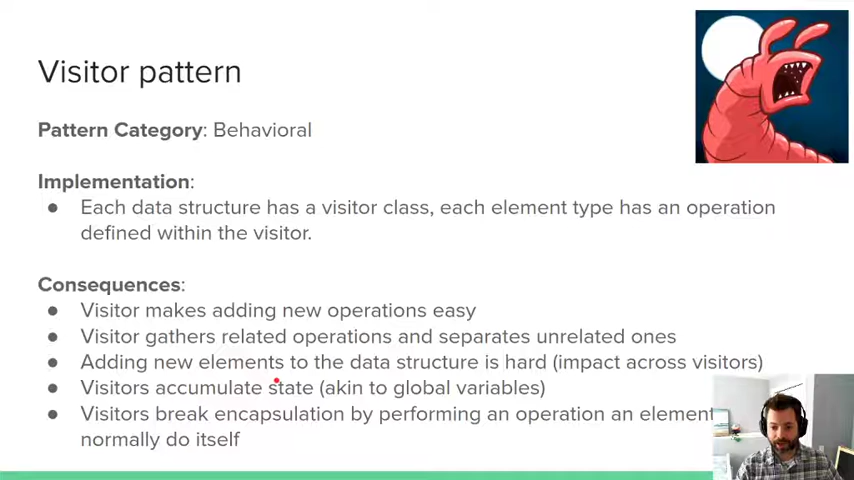 Visitor pattern
Pattern Category: Behavioral
Implementation:
● Each data structure has a visitor class, each element type has an operation
defined within the visitor.
Consequences:
● Visitor makes adding new operations easy
● Visitor gathers related operations and separates unrelated ones
● Adding new elements to the data structure is hard (impact across visitors)
● Visitors accumulate state (akin to global variables)
● Visitors break encapsulation by performing an operation an element
normally do itself